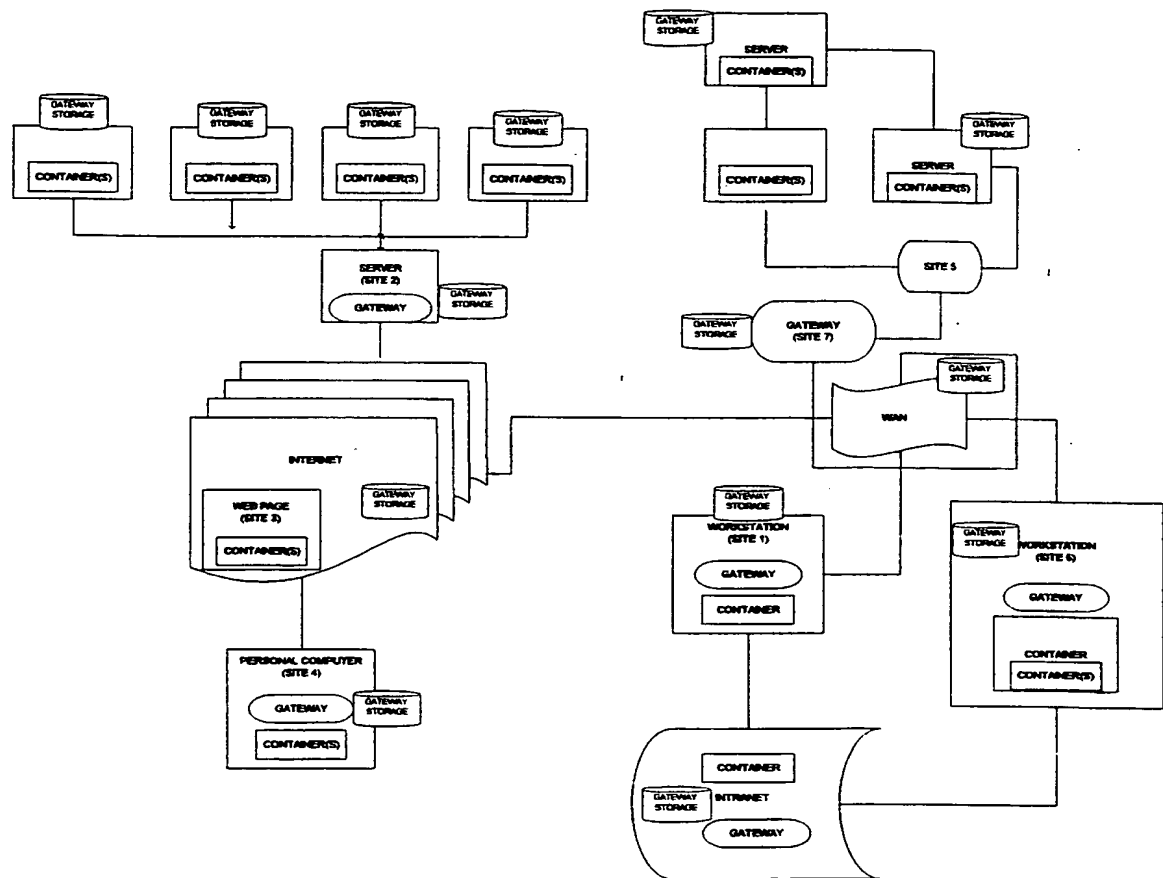 GATEWAY
STORAGE
SERVER
CONTAINER(S)
GATEWAY
STORAGE
CONTAINER(S)
GATEWAY
STORAGE
CONTAINER(S)
GATEWAY
STORAGE
CONTAINER(S)
GATEWAY
STORAGE
CONTAINER(S)
CONTAINER(S)
GATEWAY
STORAGE
SERVER
CONTAINER(S)
SERVER
(SITE 2)
GATEWAY
GATEWAY
STORAGE
SITE 5
GATEWAY
STORAGE
GATEWAY
(SITE 7)
GATEWAY
STORAGE
WAN
INTERNET
WEB PAGE
(SITE 3)
CONTAINER(S)
GATEWAY
STORAGE
GATEWAY
STORAGE
WORKSTATION
(SITE 1)
GATEWAY
CONTAINER
GATEWAY
STORAGE
WORKSTATION
(SITE 6)
GATEWAY
CONTAINER
CONTAINER(S)
PERSONAL COMPUTER
(SITE 4)
GATEWAY
GATEWAY
STORAGE
CONTAINER(S)
CONTAINER
GATEWAY
STORAGE
INTRANET
GATEWAY